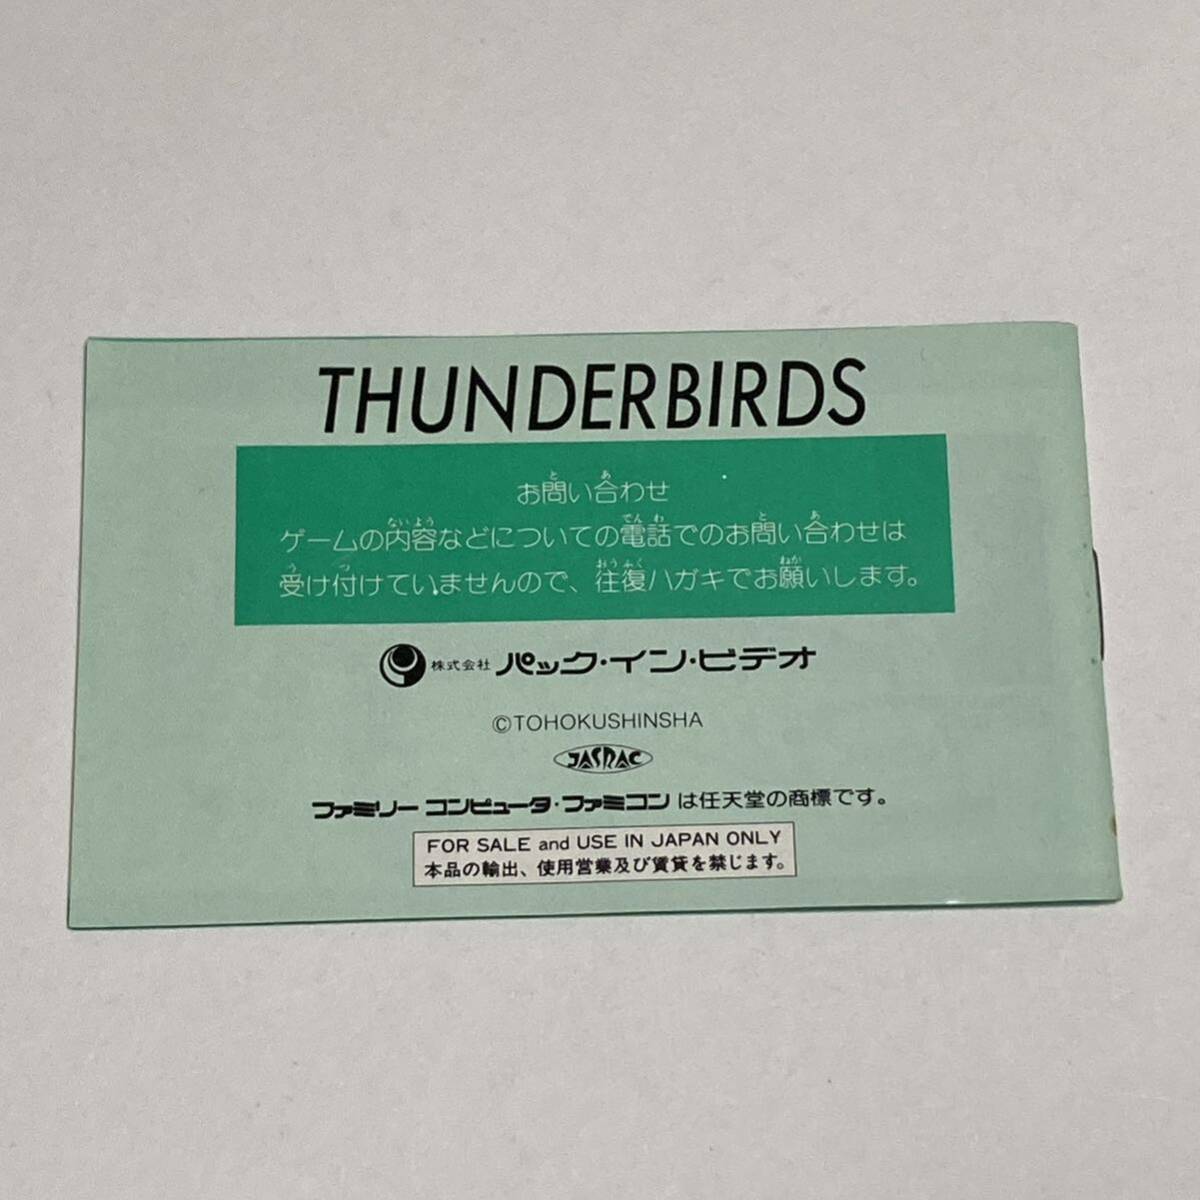 THUNDERBIRDS
お問い合わせ
ゲームの内容などについての電話でのお問い合わせは
受け付けていませんので、往復ハガキでお願いします。
株式会社 パック・イン・ビデオ
©TOHOKUSHINSHA
JASRAC
ファミリーコンピュータ・ファミコン は任天堂の商標です。
FOR SALE and USE IN JAPAN ONLY
本品の輸出、使用営業及び賃貸を禁じます。